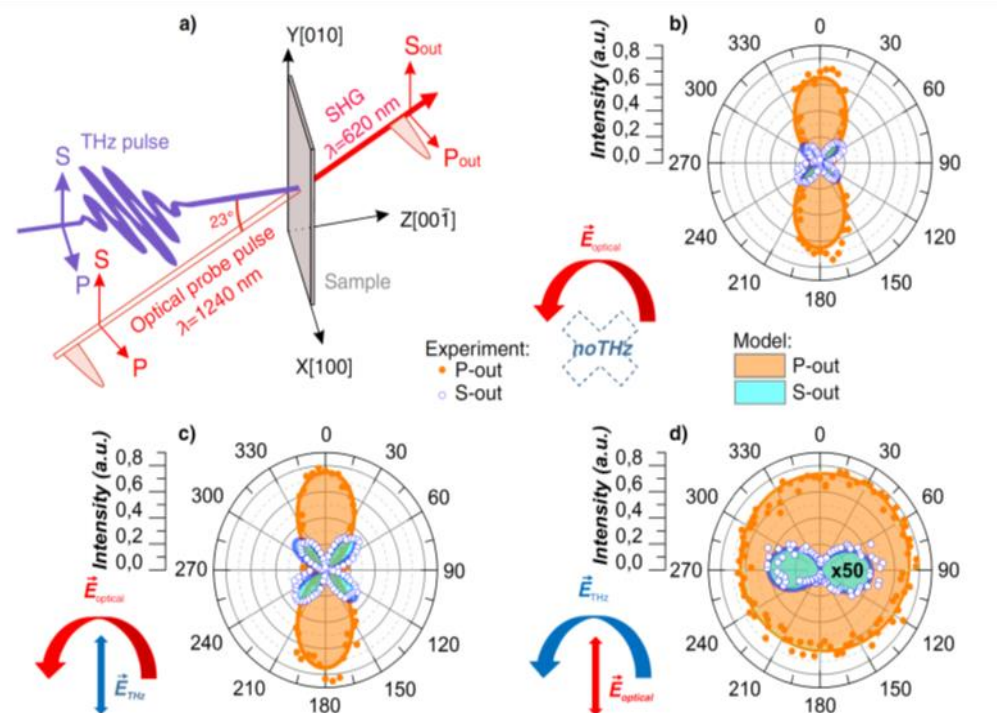 a)
Y[010]
S
THz pulse
P
23°
S
P
Optical probe pulse
λ=1240 nm
SHG
λ=620 nm
Sout
Pout
Z[001̄]
Sample
X[100]
b)
Intensity (a.u.)
0,8
0,6
0,4
0,2
0,0
0
30
60
90
120
150
180
210
240
270
300
330
E⃗optical
noTHz
Experiment:
P-out
S-out
Model:
P-out
S-out
c)
Intensity (a.u.)
0,8
0,6
0,4
0,2
0,0
0
30
60
90
120
150
180
210
240
270
300
330
E⃗optical
E⃗THz
d)
Intensity (a.u.)
0,8
0,6
0,4
0,2
0,0
0
30
60
90
120
150
180
210
240
270
300
330
x50
E⃗THz
E⃗optical